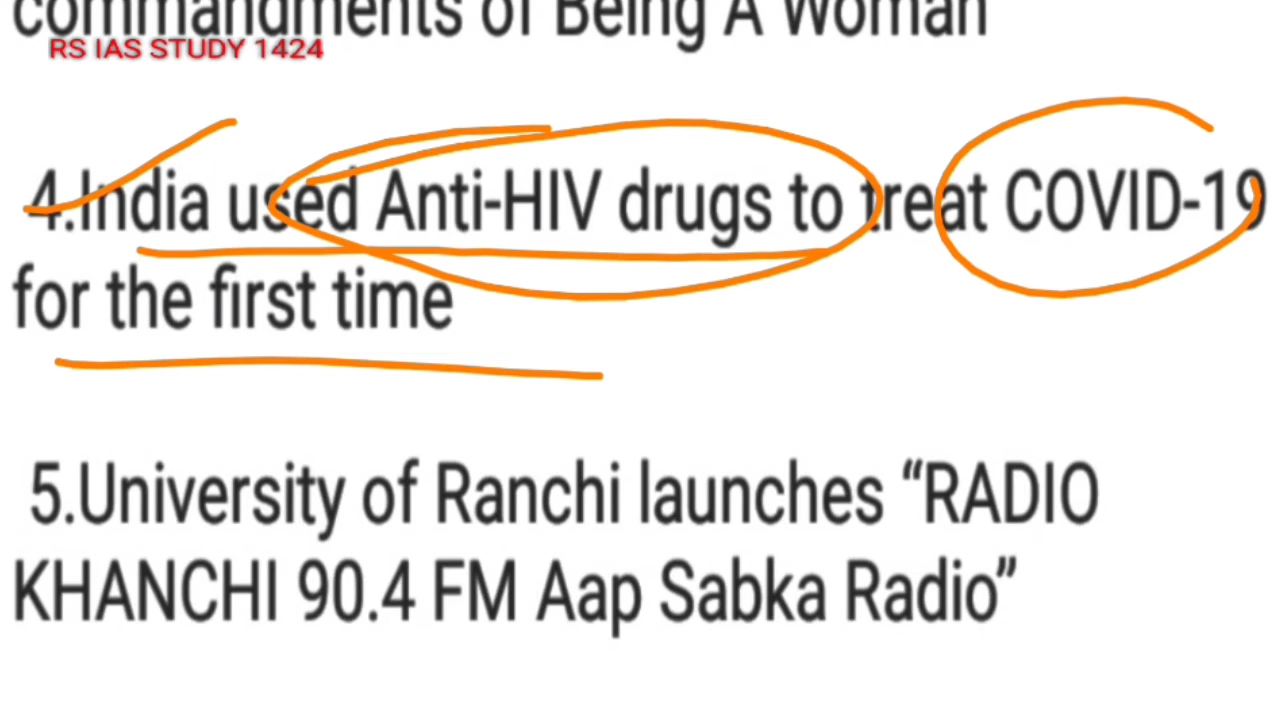 commandments of Being A Woman
RS IAS STUDY 1424
4.India used Anti-HIV drugs to treat COVID-19
for the first time
5.University of Ranchi launches “RADIO
KHANCHI 90.4 FM Aap Sabka Radio”